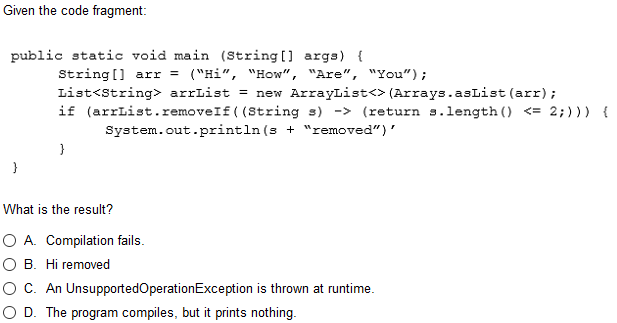 Given the code fragment:
public static void main (String[] args) {
String[] arr = ("Hi", "How", "Are", "You");
List<String> arrList = new ArrayList<>(Arrays.asList(arr);
if (arrList.removeIf((String s) -> (return s.length() <= 2;))) {
System.out.println(s + "removed")'
}
}
What is the result?
A. Compilation fails.
B. Hi removed
C. An UnsupportedOperationException is thrown at runtime.
D. The program compiles, but it prints nothing.